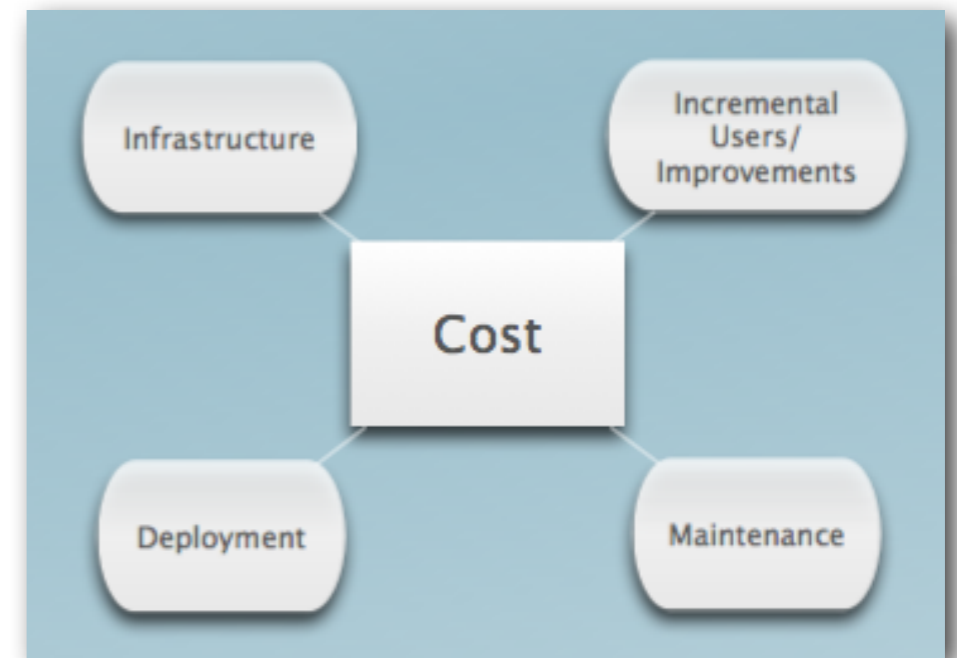 Infrastructure
Incremental
Users/
Improvements
Cost
Deployment
Maintenance